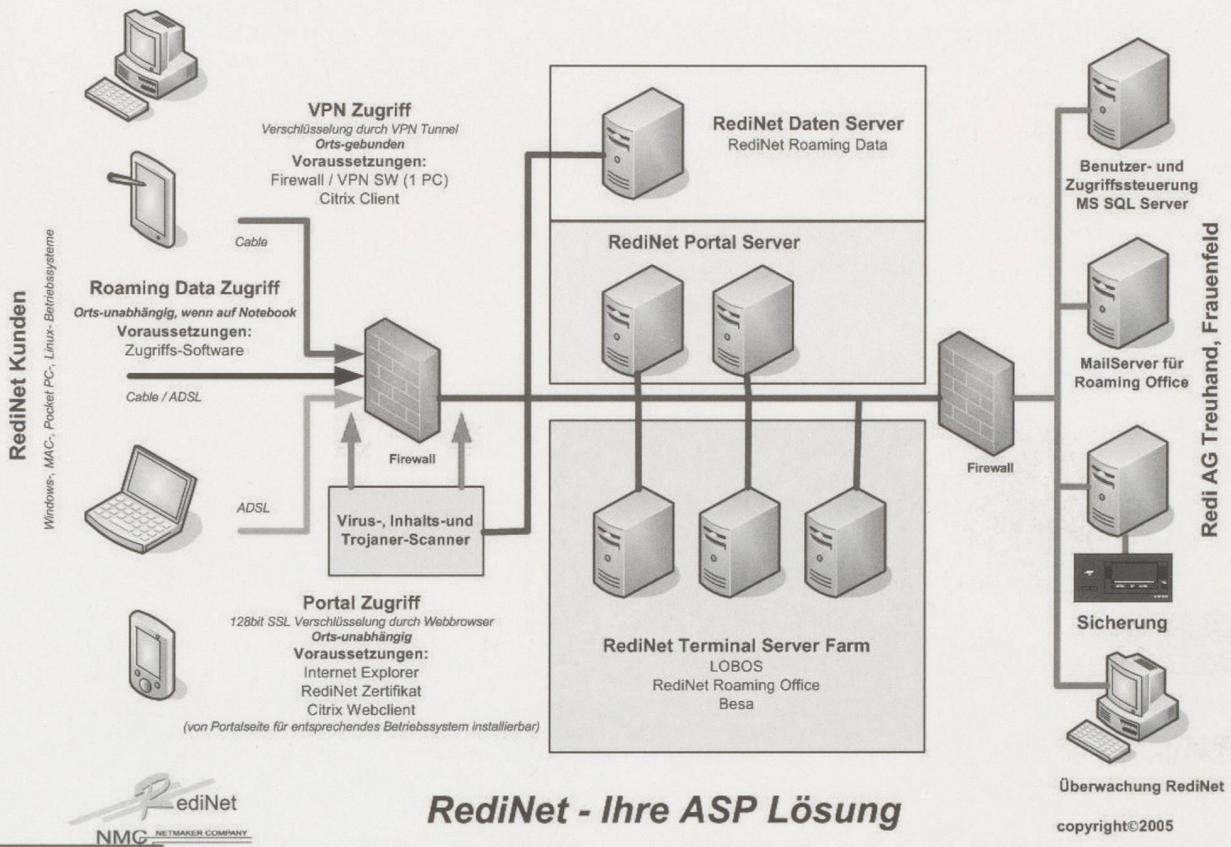 RediNet Kunden
Windows-, MAC-, Pocket PC-, Linux- Betriebssysteme
VPN Zugriff
Verschlüsselung durch VPN Tunnel
Orts-gebunden
Voraussetzungen:
Firewall / VPN SW (1 PC)
Citrix Client
Cable
Roaming Data Zugriff
Orts-unabhängig, wenn auf Notebook
Voraussetzungen:
Zugriffs-Software
Cable / ADSL
ADSL
Firewall
Virus-, Inhalts-und
Trojaner-Scanner
Portal Zugriff
128bit SSL Verschlüsselung durch Webbrowser
Orts-unabhängig
Voraussetzungen:
Internet Explorer
RediNet Zertifikat
Citrix Webclient
(von Portalseite für entsprechendes Betriebssystem installierbar)
RediNet Daten Server
RediNet Roaming Data
RediNet Portal Server
RediNet Terminal Server Farm
LOBOS
RediNet Roaming Office
Besa
Firewall
Benutzer- und
Zugriffssteuerung
MS SQL Server
MailServer für
Roaming Office
Sicherung
Überwachung RediNet
Redi AG Treuhand, Frauenfeld
RediNet
NMG NETMAKER COMPANY
RediNet - Ihre ASP Lösung
copyright©2005